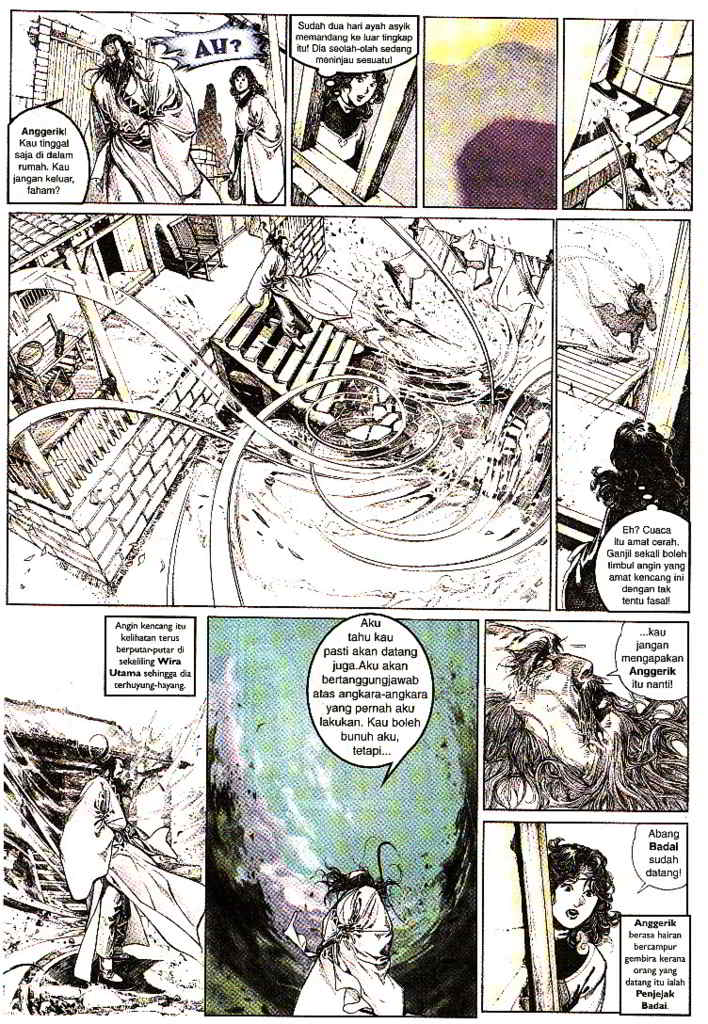 Anggerik!
Kau tinggal
saja di dalam
rumah. Kau
jangan keluar,
faham?
AH?
Sudah dua hari ayah asyik
memandang ke luar tingkap
itu! Dia seolah-olah sedang
meninjau sesuatu!
Eh? Cuaca
itu amat cerah.
Ganjil sekali boleh
timbul angin yang
amat kencang ini
dengan tak
tentu fasal!
Angin kencang itu
kelihatan terus
berputar-putar di
sekeliling Wira
Utama sehingga dia
terhuyung-hayang.
Aku
tahu kau
pasti akan datang
juga.Aku akan
bertanggungjawab
atas angkara-angkara
yang pernah aku
lakukan. Kau boleh
bunuh aku,
tetapi...
...kau
jangan
mengapakan
Anggerik
itu nanti!
Abang
Badai
sudah
datang!
Anggerik
berasa hairan
bercampur
gembira kerana
orang yang
datang itu ialah
Penjejak
Badai.